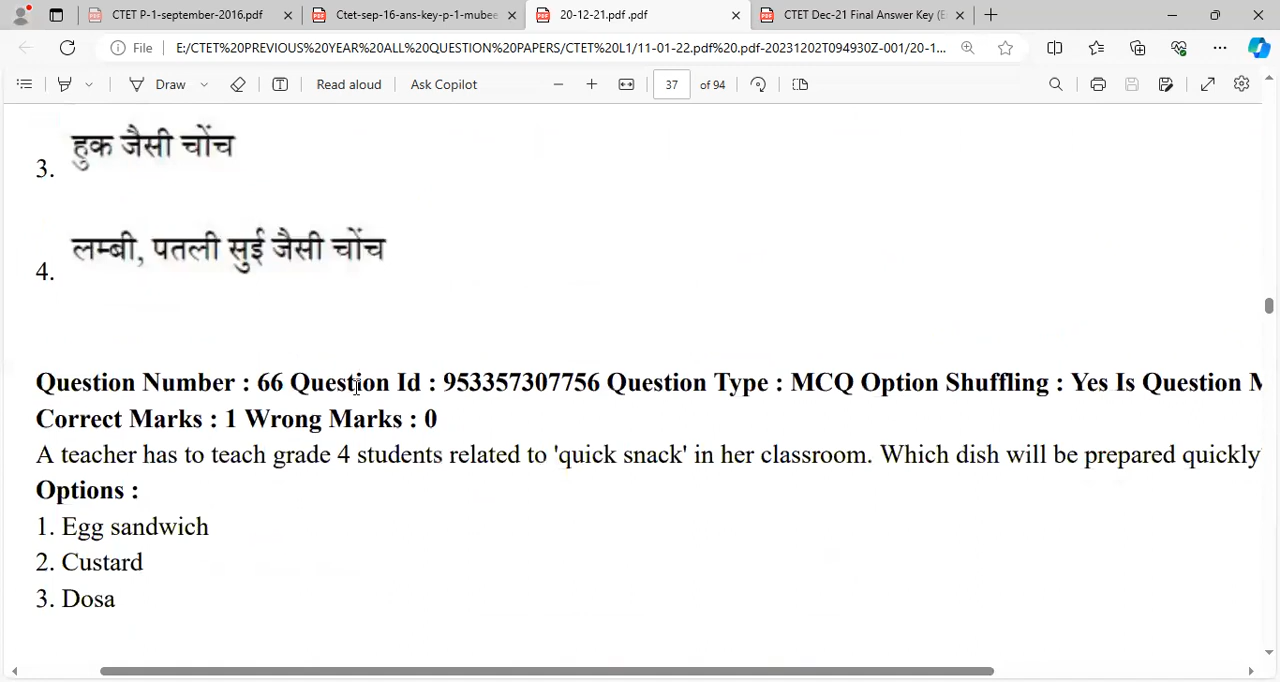 CTET P-1-september-2016.pdf
Ctet-sep-16-ans-key-p-1-mubee
20-12-21.pdf .pdf
CTET Dec-21 Final Answer Key (E
File
E:/CTET%20PREVIOUS%20YEAR%20ALL%20QUESTION%20PAPERS/CTET%20L1/11-01-22.pdf%20.pdf-20231202T094930Z-001/20-1...
Draw
Read aloud
Ask Copilot
37 of 94
3. हुक जैसी चोंच
4. लम्बी, पतली सुई जैसी चोंच
Question Number : 66 Question Id : 953357307756 Question Type : MCQ Option Shuffling : Yes Is Question M
Correct Marks : 1 Wrong Marks : 0
A teacher has to teach grade 4 students related to 'quick snack' in her classroom. Which dish will be prepared quickly
Options :
1. Egg sandwich
2. Custard
3. Dosa